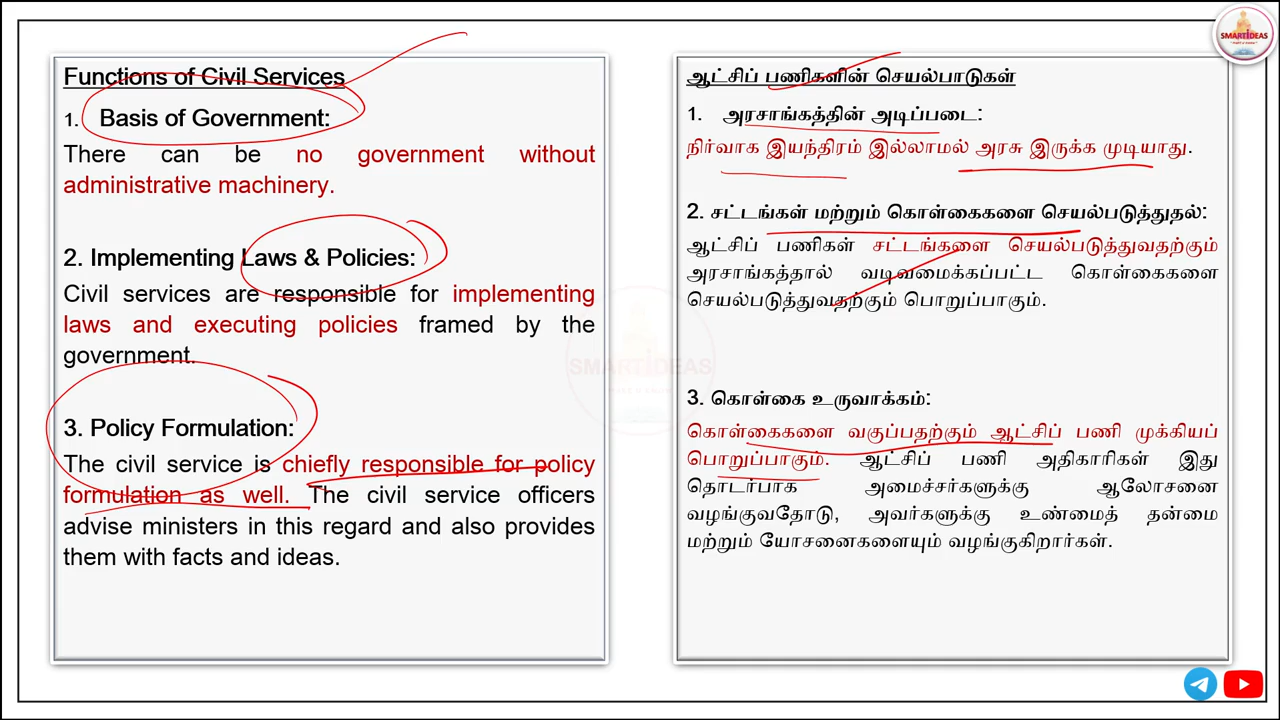 Functions of Civil Services
1. Basis of Government:
There can be no government without
administrative machinery.
2. Implementing Laws & Policies:
Civil services are responsible for implementing
laws and executing policies framed by the
government.
3. Policy Formulation:
The civil service is chiefly responsible for policy
formulation as well. The civil service officers
advise ministers in this regard and also provides
them with facts and ideas.
ஆட்சிப் பணிகளின் செயல்பாடுகள்
1. அரசாங்கத்தின் அடிப்படை:
நிர்வாக இயந்திரம் இல்லாமல் அரசு இருக்க முடியாது.
2. சட்டங்கள் மற்றும் கொள்கைகளை செயல்படுத்துதல்:
ஆட்சிப் பணிகள் சட்டங்களை செயல்படுத்துவதற்கும்
அரசாங்கத்தால் வடிவமைக்கப்பட்ட கொள்கைகளை
செயல்படுத்துவதற்கும் பொறுப்பாகும்.
3. கொள்கை உருவாக்கம்:
கொள்கைகளை வகுப்பதற்கும் ஆட்சிப் பணி முக்கியப்
பொறுப்பாகும். ஆட்சிப் பணி அதிகாரிகள் இது
தொடர்பாக அமைச்சர்களுக்கு ஆலோசனை
வழங்குவதோடு, அவர்களுக்கு உண்மைத் தன்மை
மற்றும் யோசனைகளையும் வழங்குகிறார்கள்.
SMARTIDEAS
SMARTIDEAS